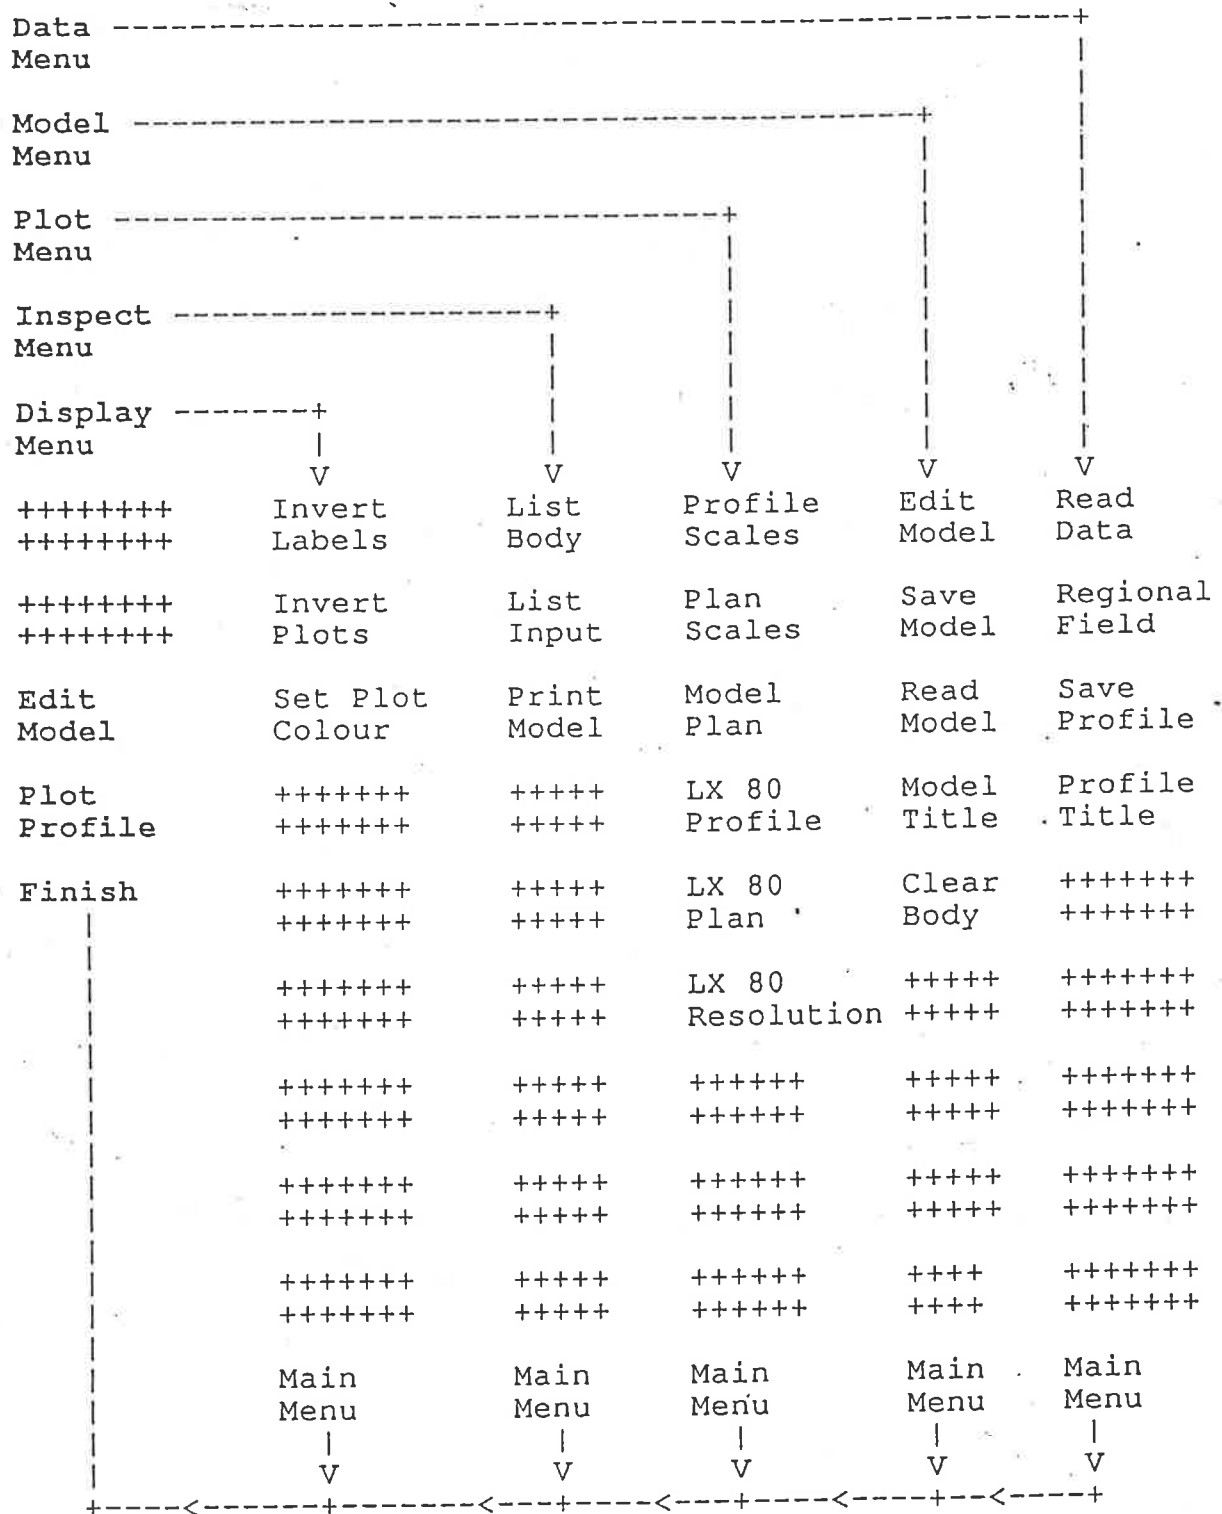 Data ------------------------------------------------+
Menu |
Model ----------------------------------------+ |
Menu | |
Plot -------------------------------+ | |
Menu | | |
Inspect -------------------+ | | |
Menu | | | |
Display -------+ | | | |
Menu | | | | |
V V V V V
++++++++ Invert List Profile Edit Read
++++++++ Labels Body Scales Model Data
++++++++ Invert List Plan Save Regional
++++++++ Plots Input Scales Model Field
Edit Set Plot Print Model Read Save
Model Colour Model Plan Model Profile
Plot +++++++ +++++ LX 80 Model Profile
Profile +++++++ +++++ Profile Title Title
Finish +++++++ +++++ LX 80 Clear +++++++
| +++++++ +++++ Plan Body +++++++
| +++++++ +++++ LX 80 +++++ +++++++
| +++++++ +++++ Resolution +++++ +++++++
| +++++++ +++++ ++++++ +++++ +++++++
| +++++++ +++++ ++++++ +++++ +++++++
| +++++++ +++++ ++++++ +++++ +++++++
| +++++++ +++++ ++++++ +++++ +++++++
| +++++++ +++++ ++++++ ++++ +++++++
| +++++++ +++++ ++++++ ++++ +++++++
| Main Main Main Main Main
| Menu Menu Menu Menu Menu
| | | | | |
| V V V V V
+----<------+-------<---+----<---+----<----+--<----+